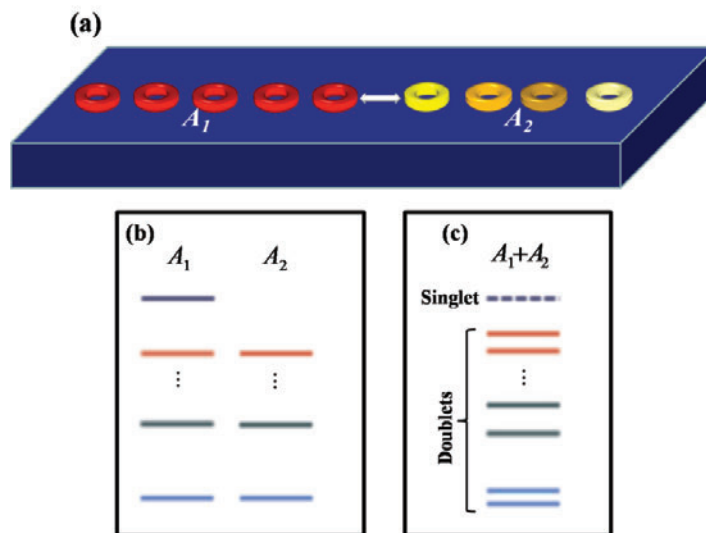 (a)
A₁
A₂
(b)
A₁ A₂
⋮ ⋮
(c)
A₁+A₂
Singlet
⋮
Doublets